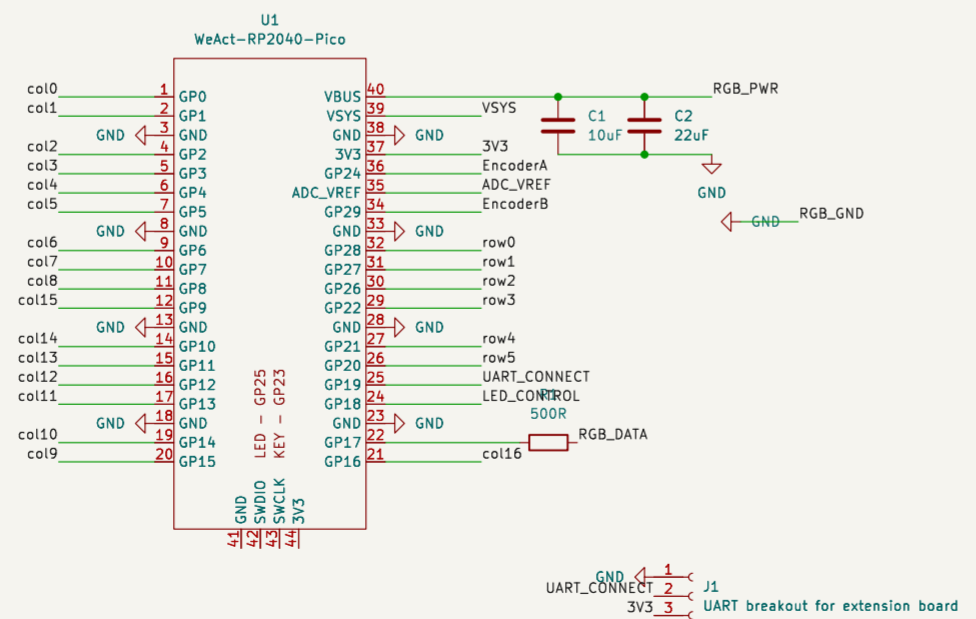 U1
WeAct-RP2040-Pico
col0 1 GP0 VBUS 40 RGB_PWR
col1 2 GP1 VSYS 39 VSYS C1 C2
GND 3 GND GND 38 GND 10uF 22uF
col2 4 GP2 3V3 37 3V3
col3 5 GP3 GP24 36 EncoderA
col4 6 GP4 ADC_VREF 35 ADC_VREF GND
col5 7 GP5 GP29 34 EncoderB GND RGB_GND
GND 8 GND GND 33 GND
col6 9 GP6 GP28 32 row0
col7 10 GP7 GP27 31 row1
col8 11 GP8 GP26 30 row2
col15 12 GP9 GP22 29 row3
GND 13 GND GND 28 GND
col14 14 GP10 GP21 27 row4
col13 15 GP11 GP20 26 row5
col12 16 GP12 GP19 25 UART_CONNECT
col11 17 GP13 GP18 24 LED_CONTROL
GND 18 GND GND 23 GND 500R
col10 19 GP14 GP17 22 RGB_DATA
col9 20 GP15 GP16 21 col16
LED - GP25
KEY - GP23
GND SWDIO SWCLK 3V3
41 42 43 44
GND 1 J1
UART_CONNECT 2 UART breakout for extension board
3V3 3